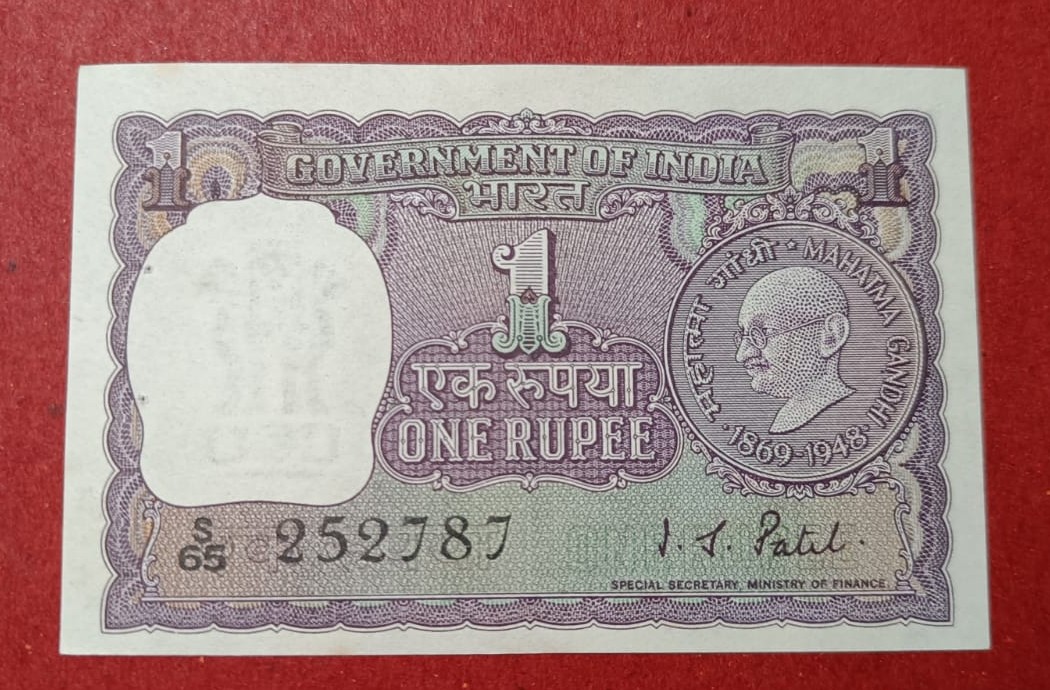 1 GOVERNMENT OF INDIA 1
भारत
1
एक रुपया
ONE RUPEE
महात्मा गांधी • MAHATMA GANDHI
• 1869-1948 •
S/65 252787
I. J. Patel.
SPECIAL SECRETARY, MINISTRY OF FINANCE.